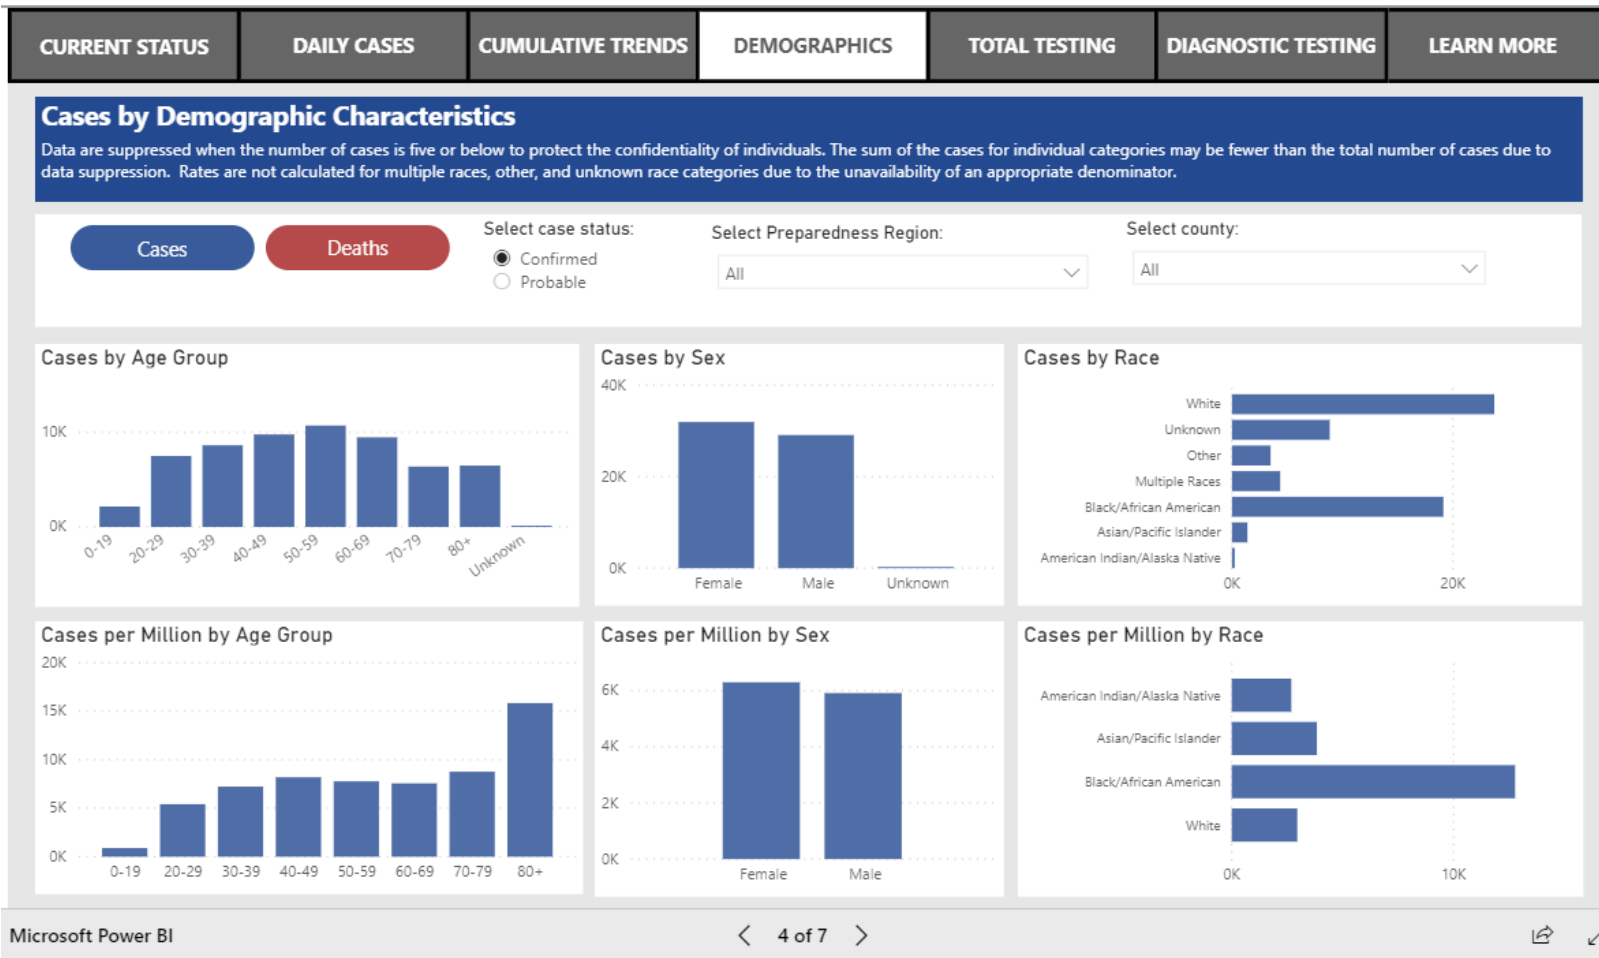 CURRENT STATUS
DAILY CASES
CUMULATIVE TRENDS
DEMOGRAPHICS
TOTAL TESTING
DIAGNOSTIC TESTING
LEARN MORE
Cases by Demographic Characteristics
Data are suppressed when the number of cases is five or below to protect the confidentiality of individuals. The sum of the cases for individual categories may be fewer than the total number of cases due to
data suppression. Rates are not calculated for multiple races, other, and unknown race categories due to the unavailability of an appropriate denominator.
Cases
Deaths
Select case status:
Confirmed
Probable
Select Preparedness Region:
All
Select county:
All
Cases by Age Group
10K
0K
0-19
20-29
30-39
40-49
50-59
60-69
70-79
80+
Unknown
Cases by Sex
40K
20K
0K
Female
Male
Unknown
Cases by Race
White
Unknown
Other
Multiple Races
Black/African American
Asian/Pacific Islander
American Indian/Alaska Native
0K
20K
Cases per Million by Age Group
20K
15K
10K
5K
0K
0-19
20-29
30-39
40-49
50-59
60-69
70-79
80+
Cases per Million by Sex
6K
4K
2K
0K
Female
Male
Cases per Million by Race
American Indian/Alaska Native
Asian/Pacific Islander
Black/African American
White
0K
10K
Microsoft Power BI
4 of 7